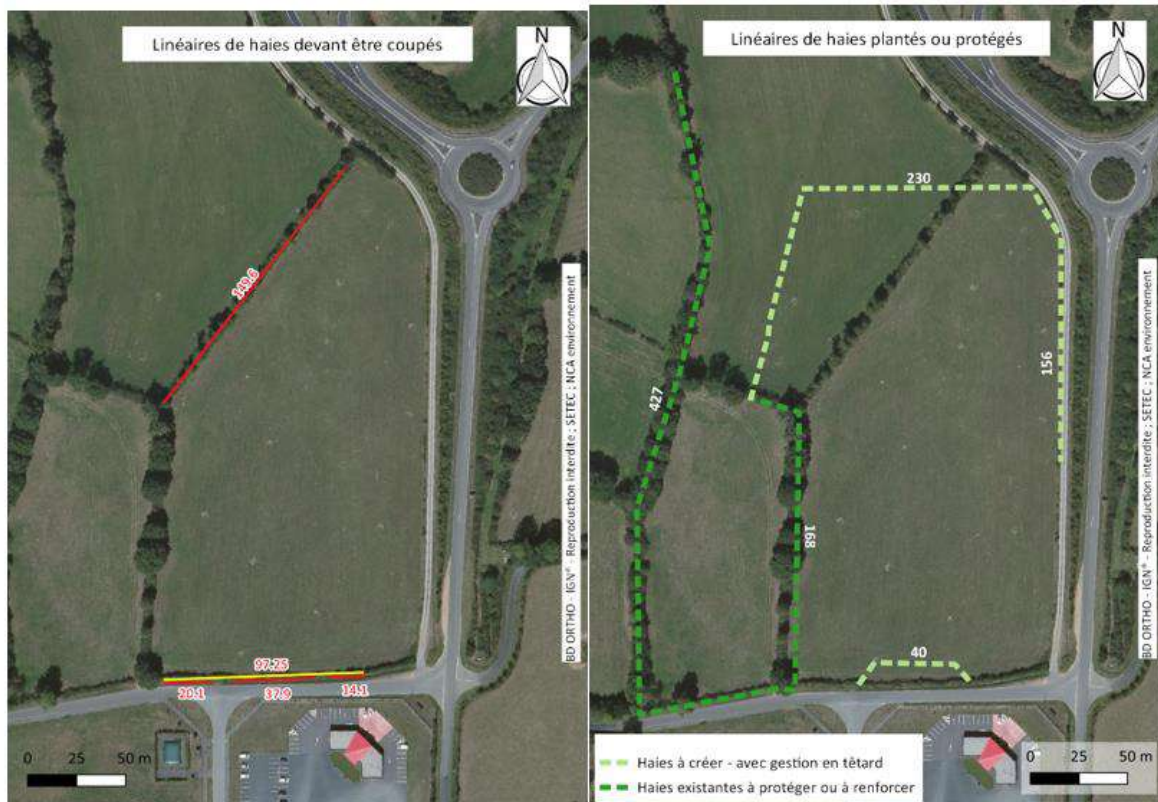 Linéaires de haies devant être coupés
N
149.6
97.25
20.1
37.9
14.1
0 25 50 m
BD ORTHO - IGN® - Reproduction interdite ; SETEC ; NCA environnement
Linéaires de haies plantés ou protégés
N
230
156
427
168
40
Haies à créer - avec gestion en têtard
Haies existantes à protéger ou à renforcer
0 25 50 m
BD ORTHO - IGN® - Reproduction interdite ; SETEC ; NCA environnement